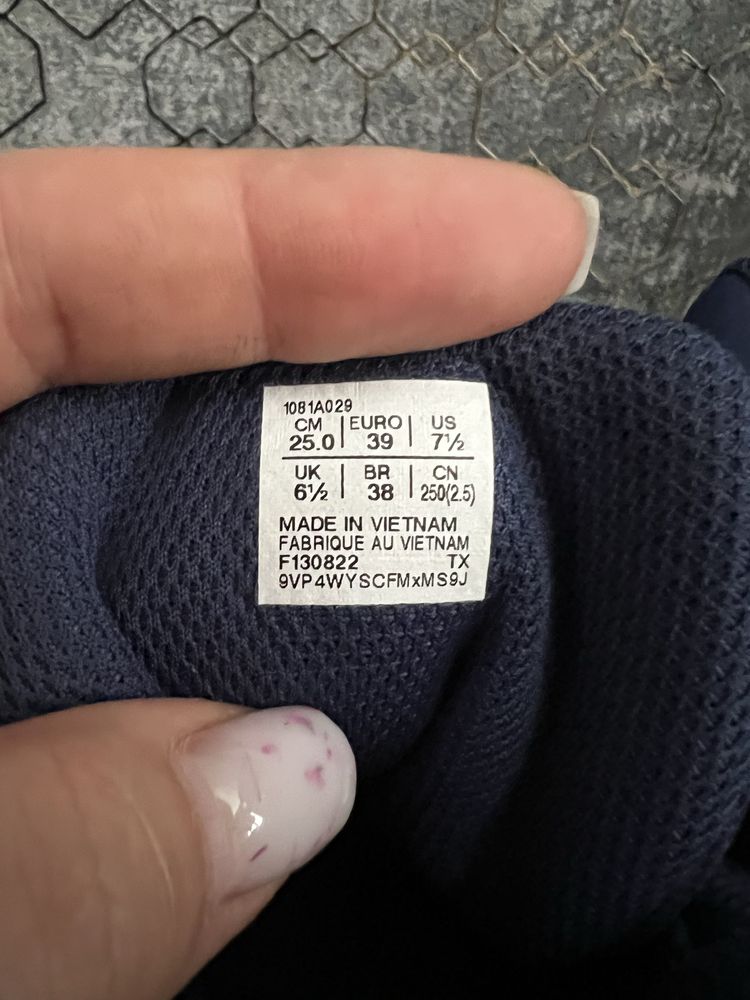 1081A029
CM | EURO | US
25.0 | 39 | 7½
UK | BR | CN
6½ | 38 | 250(2.5)
MADE IN VIETNAM
FABRIQUE AU VIETNAM
F130822 TX
9VP4WYSCFMxMS9J